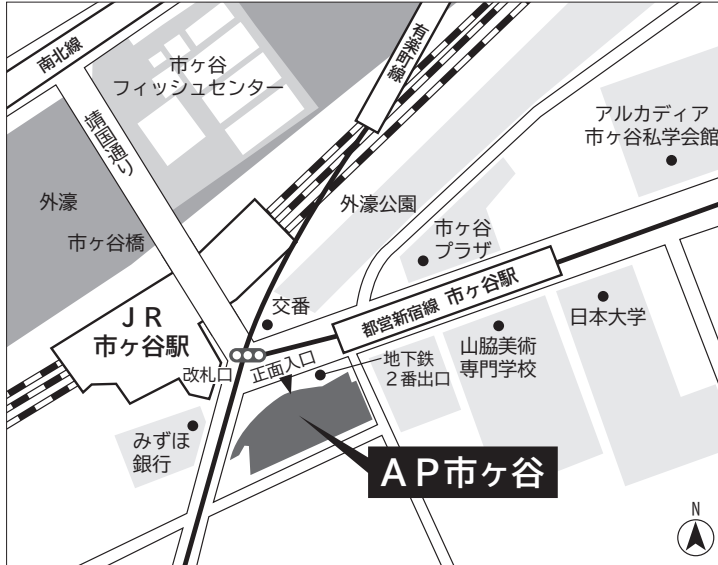 南北線
市ヶ谷
フィッシュセンター
有楽町線
靖国通り
アルカディア
市ヶ谷私学会館
外濠
市ヶ谷橋
外濠公園
市ヶ谷
プラザ
交番
都営新宿線 市ヶ谷駅
日本大学
JR
市ヶ谷駅
改札口
正面入口
地下鉄
2番出口
山脇美術
専門学校
みずほ
銀行
AP市ヶ谷
N